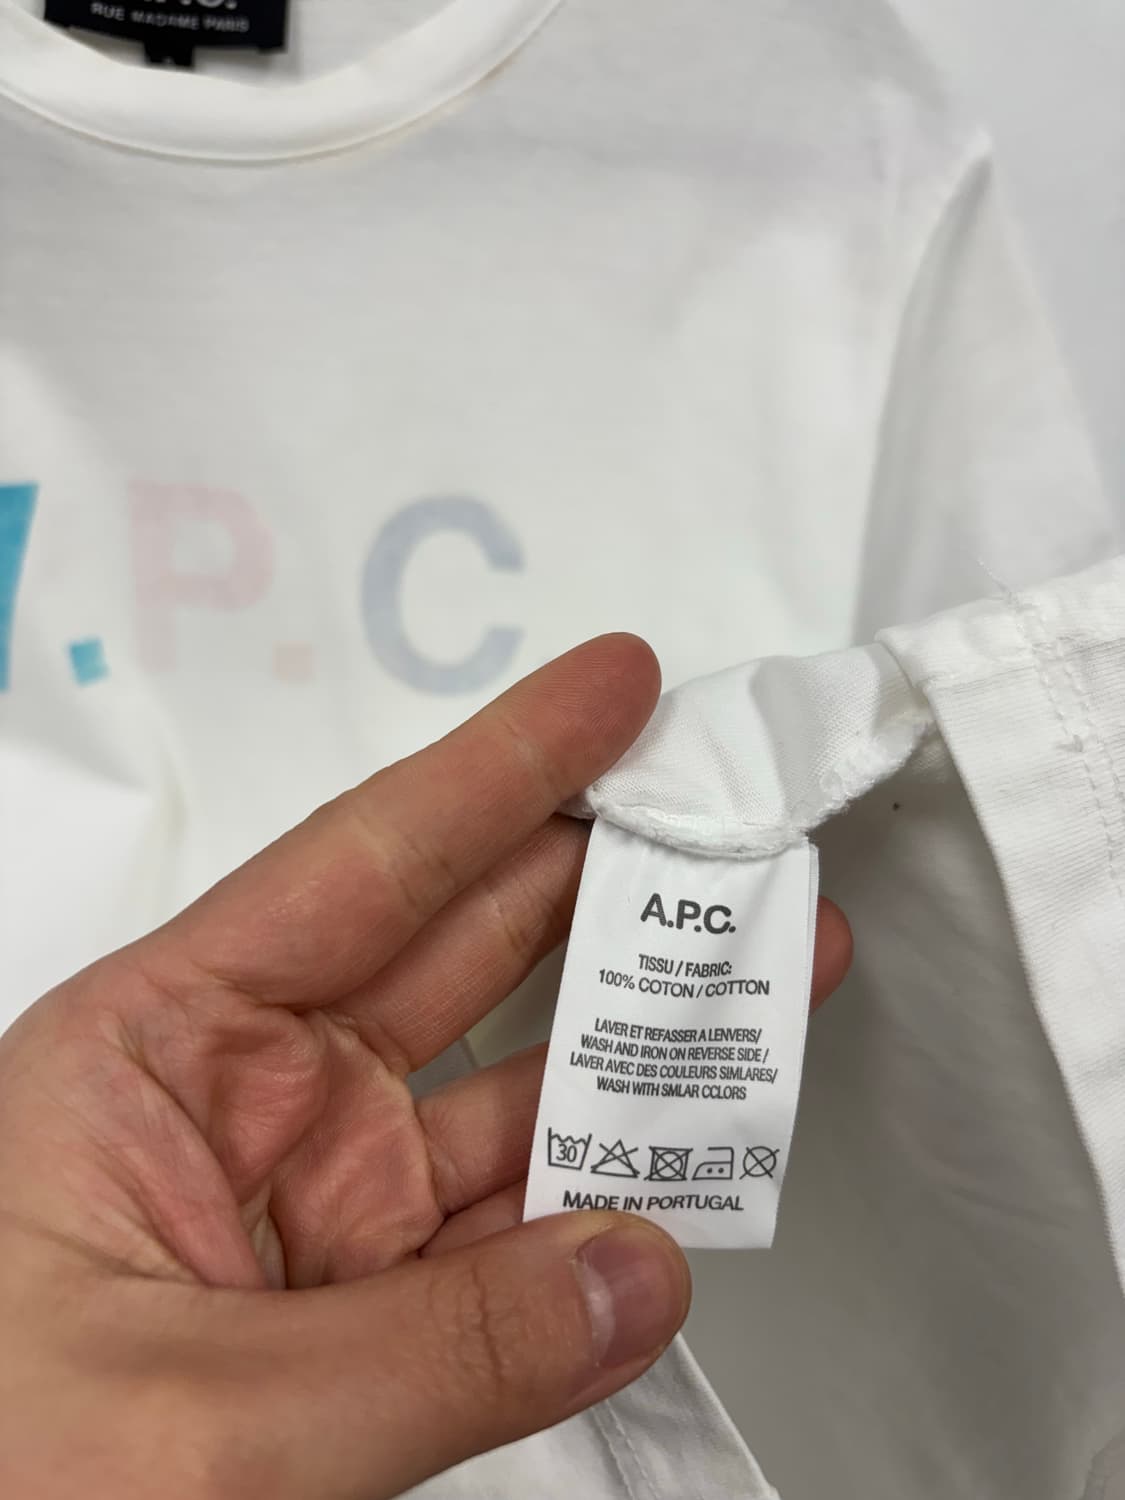 RUE MADAME PARIS
.P.C
A.P.C.
TISSU / FABRIC:
100% COTON / COTTON
LAVER ET REFASSER A LENVERS/
WASH AND IRON ON REVERSE SIDE /
LAVER AVEC DES COULEURS SIMLARES/
WASH WITH SMLAR CCLORS
30
MADE IN PORTUGAL